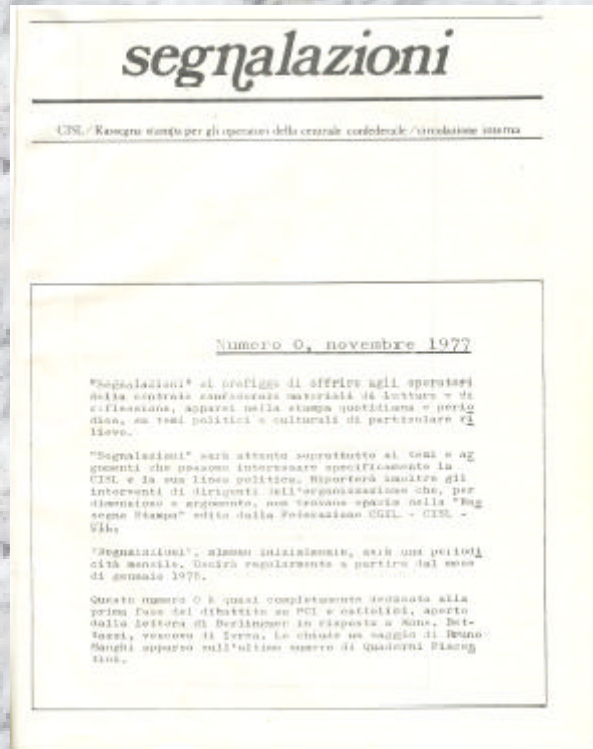 segnalazioni
CISL / Rassegna stampa per gli operatori della centrale confederale / circolazione interna
Numero 0, novembre 1977
"Segnalazioni" si prefigge di offrire agli operatori
della centrale confederale materiali di lettura e di
riflessione, apparsi nella stampa quotidiana e perio
dica, su temi politici e culturali di particolare ri
lievo.
"Segnalazioni" sarà attento soprattutto ai temi e ag
gomenti che possono interessare specificamente la
CISL e la sua linea politica. Riporterà inoltre gli
interventi di dirigenti dell'organizzazione che, per
dimensione e argomento, non trovano spazio nella "Ras
segna Stampa" edita dalla Federazione CGIL - CISL -
UIL.
"Segnalazioni", almeno inizialmente, avrà una periodi
cità mensile. Uscirà regolarmente a partire dal mese
di gennaio 1978.
Questo numero 0 è quasi completamente dedicato alla
prima fase del dibattito su PCI e cattolici, aperto
dalla lettera di Berlinguer in risposta a Mons. Bet-
tazzi, vescovo di Ivrea. Lo chiude un saggio di Bruno
Manghi apparso sull'ultimo numero di Quaderni Piacen
tini.